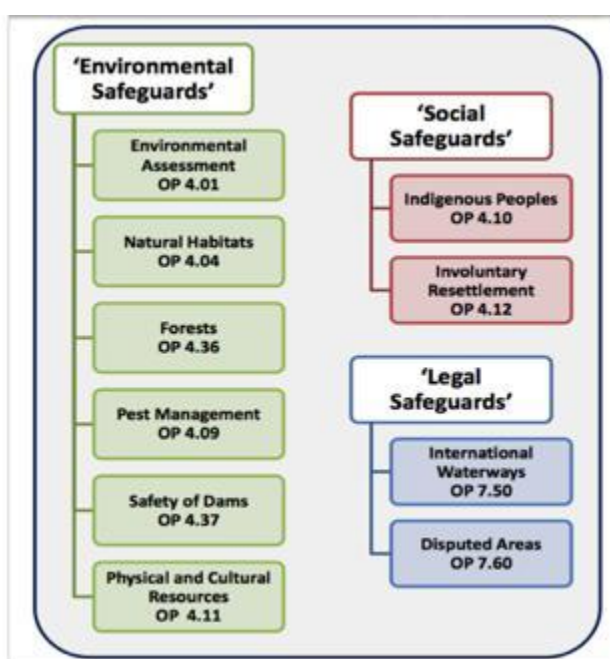 ‘Environmental
Safeguards’
Environmental
Assessment
OP 4.01
Natural Habitats
OP 4.04
Forests
OP 4.36
Pest Management
OP 4.09
Safety of Dams
OP 4.37
Physical and Cultural
Resources
OP 4.11
‘Social
Safeguards’
Indigenous Peoples
OP 4.10
Involuntary
Resettlement
OP 4.12
‘Legal
Safeguards’
International
Waterways
OP 7.50
Disputed Areas
OP 7.60